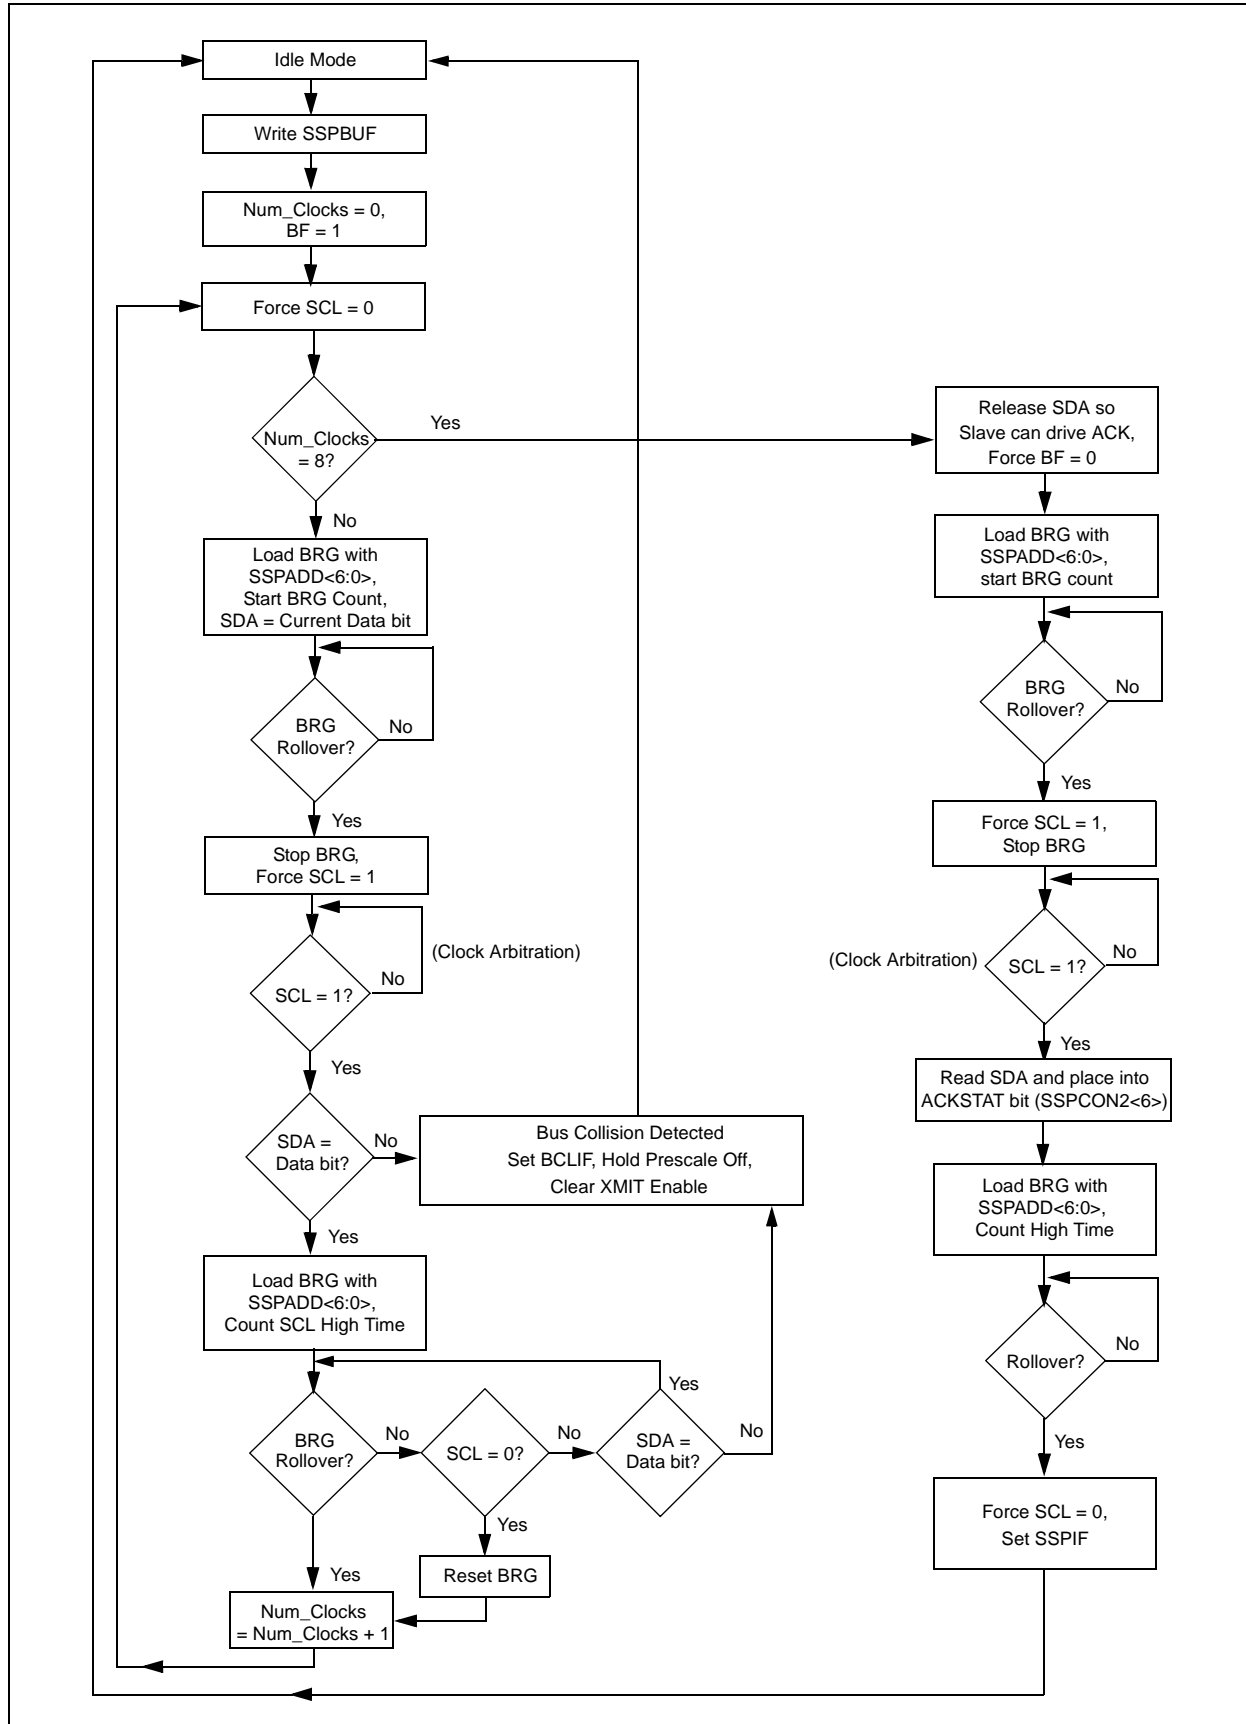 Idle Mode
Write SSPBUF
Num_Clocks = 0,
BF = 1
Force SCL = 0
Num_Clocks
= 8?
Yes
No
Load BRG with
SSPADD<6:0>,
Start BRG Count,
SDA = Current Data bit
BRG
Rollover?
No
Yes
Stop BRG,
Force SCL = 1
(Clock Arbitration)
SCL = 1?
No
Yes
SDA =
Data bit?
No
Bus Collision Detected
Set BCLIF, Hold Prescale Off,
Clear XMIT Enable
Yes
Load BRG with
SSPADD<6:0>,
Count SCL High Time
BRG
Rollover?
No
SCL = 0?
No
SDA =
Data bit?
Yes
No
Yes
Reset BRG
Yes
Num_Clocks
= Num_Clocks + 1
Release SDA so
Slave can drive ACK,
Force BF = 0
Load BRG with
SSPADD<6:0>,
start BRG count
BRG
Rollover?
No
Yes
Force SCL = 1,
Stop BRG
(Clock Arbitration)
SCL = 1?
No
Yes
Read SDA and place into
ACKSTAT bit (SSPCON2<6>)
Load BRG with
SSPADD<6:0>,
Count High Time
Rollover?
No
Yes
Force SCL = 0,
Set SSPIF